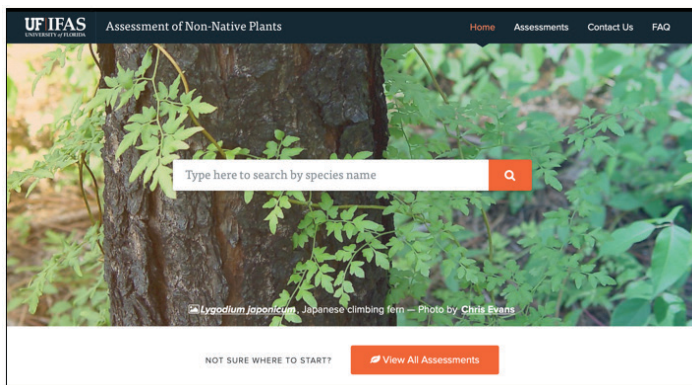 UF|IFAS
UNIVERSITY of FLORIDA
Assessment of Non-Native Plants
Home
Assessments
Contact Us
FAQ
Type here to search by species name
Lygodium japonicum, Japanese climbing fern — Photo by Chris Evans
NOT SURE WHERE TO START?
View All Assessments